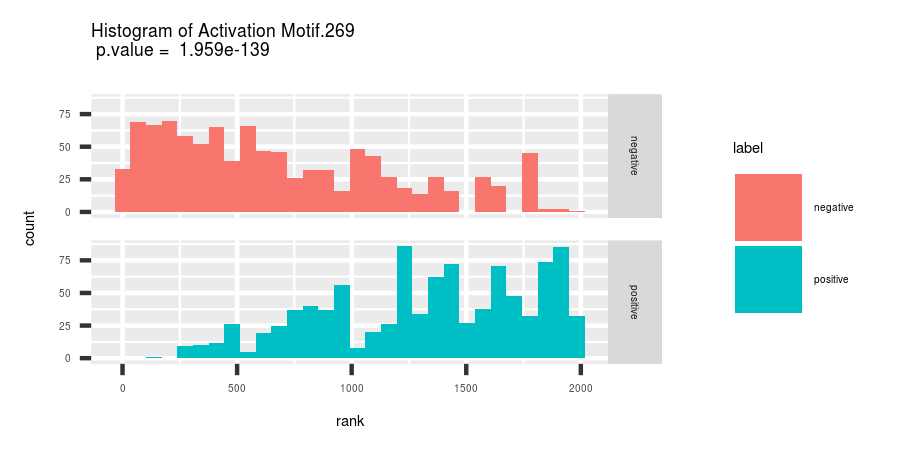 Histogram of Activation Motif.269
p.value = 1.959e-139
count
75
50
25
0
negative
75
50
25
0
positive
0 500 1000 1500 2000
rank
label
negative
positive